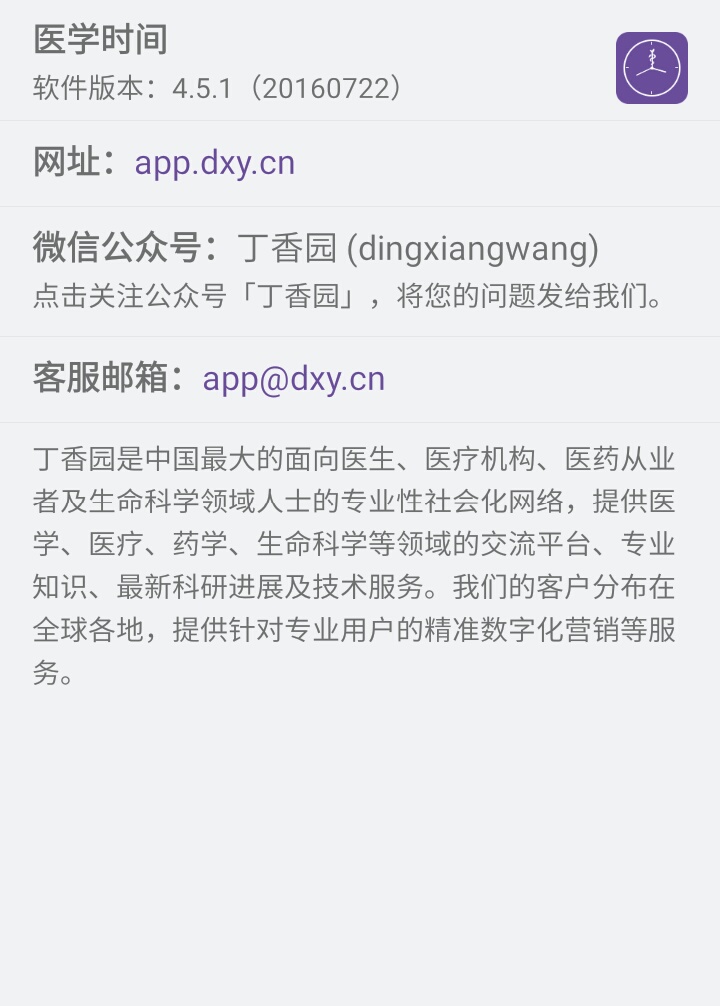 医学时间
软件版本：4.5.1（20160722）
网址：app.dxy.cn
微信公众号：丁香园 (dingxiangwang)
点击关注公众号「丁香园」，将您的问题发给我们。
客服邮箱：app@dxy.cn
丁香园是中国最大的面向医生、医疗机构、医药从业
者及生命科学领域人士的专业性社会化网络，提供医
学、医疗、药学、生命科学等领域的交流平台、专业
知识、最新科研进展及技术服务。我们的客户分布在
全球各地，提供针对专业用户的精准数字化营销等服
务。